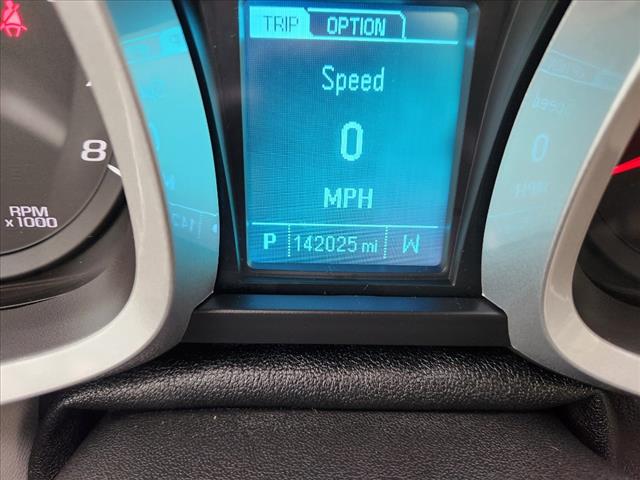 TRIP OPTION
Speed
0
MPH
P 142025 mi W
8
RPM
x1000